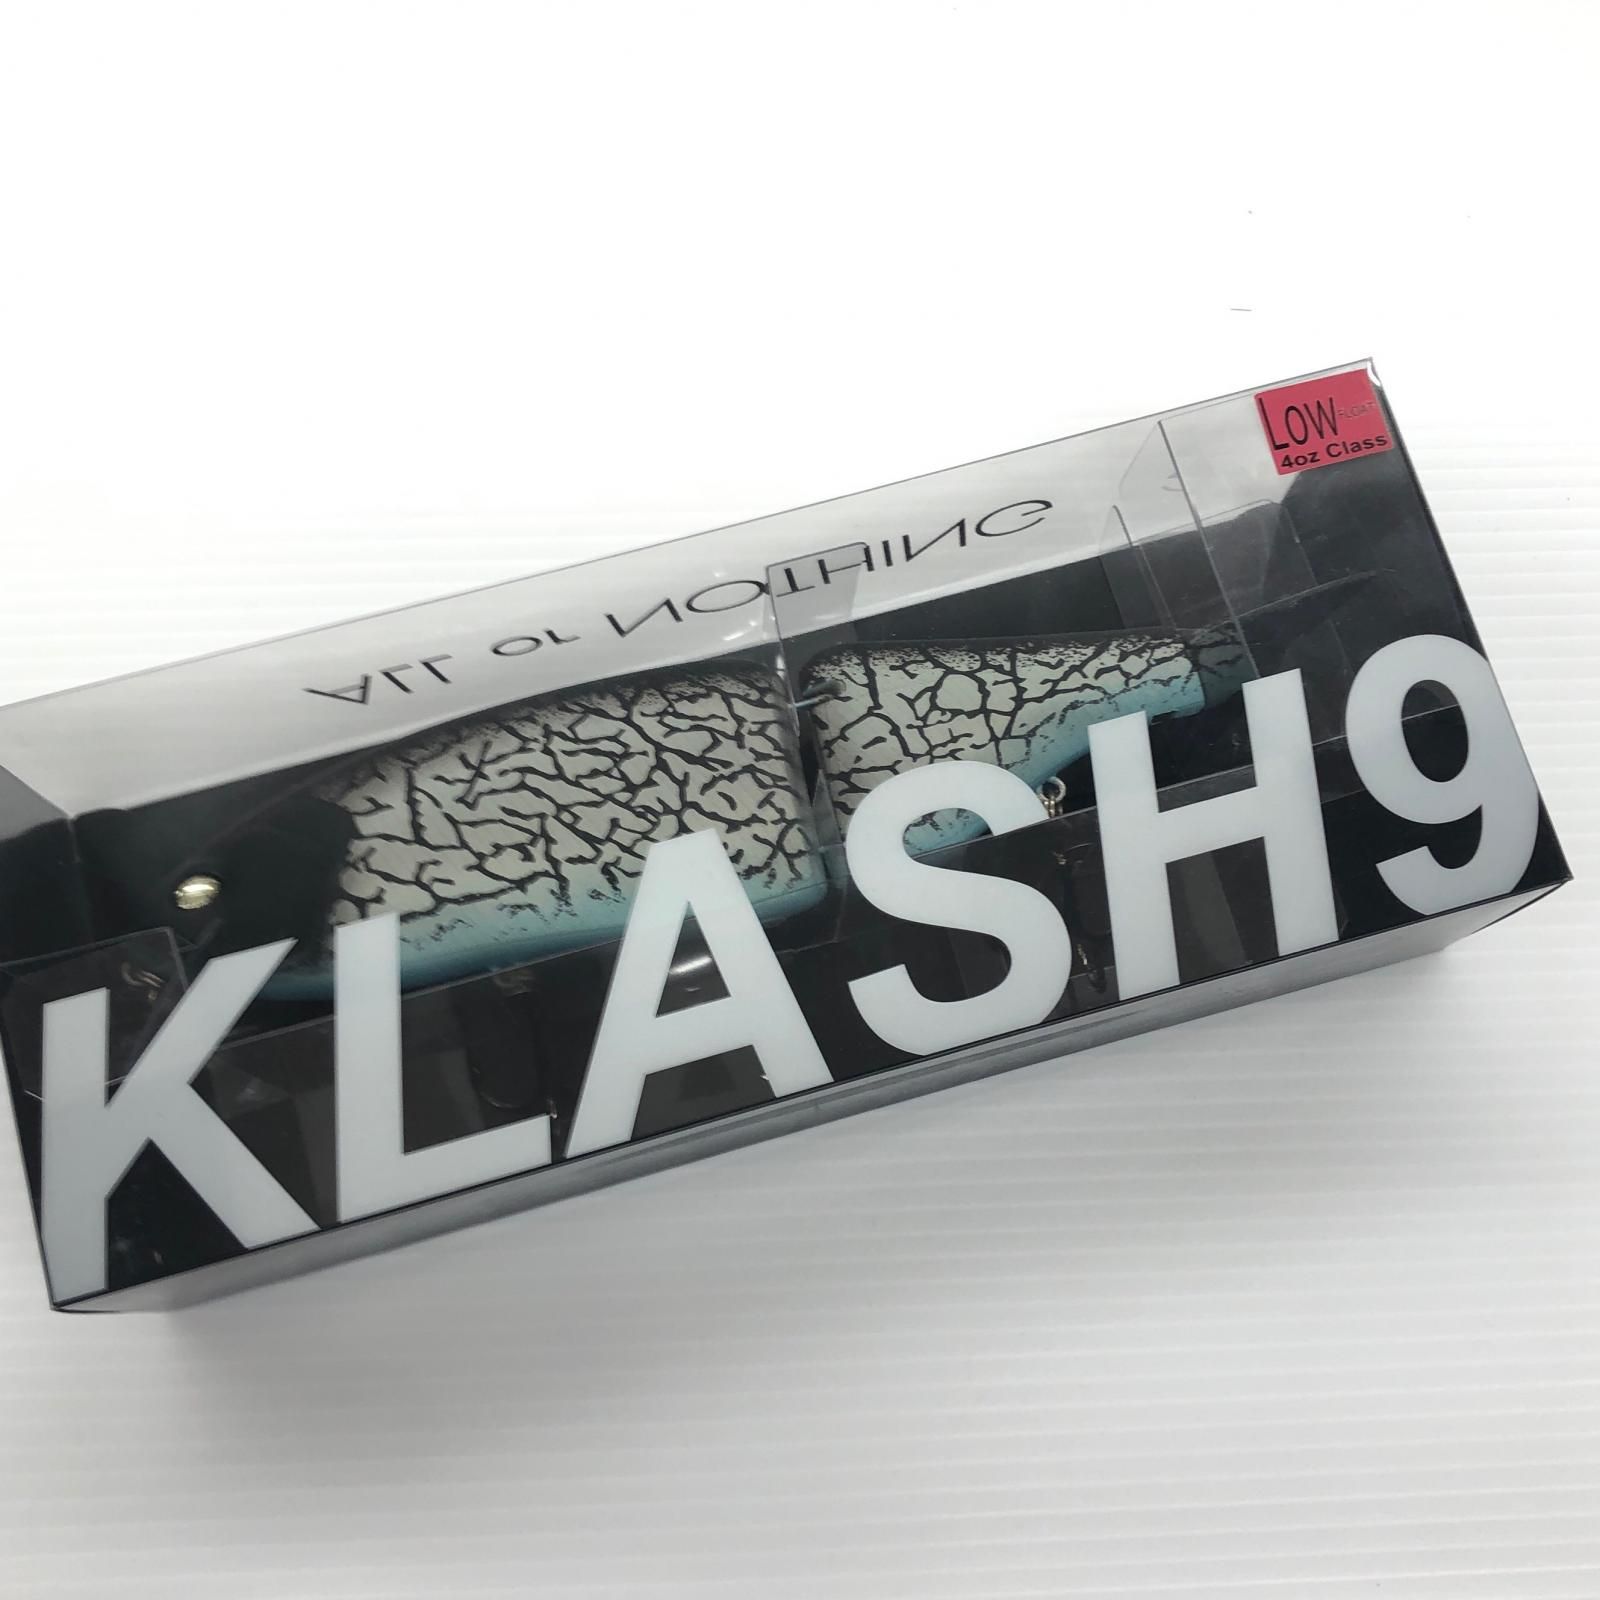 LOW FLOAT
4oz Class
ALL or NOTHING
KLASH9